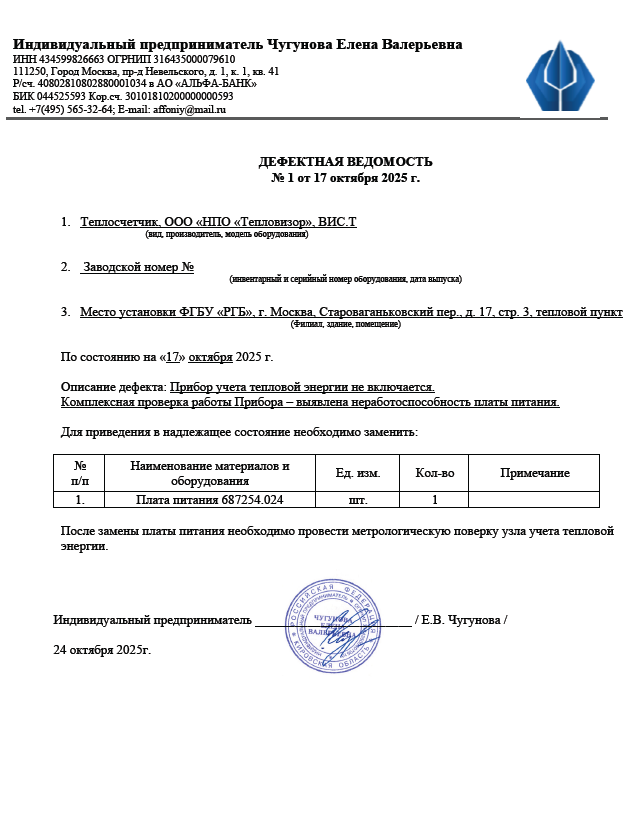 Индивидуальный предприниматель Чугунова Елена Валерьевна
ИНН 434599826663 ОГРНИП 316435000079610
111250, Город Москва, пр-д Невельского, д. 1, к. 1, кв. 41
Р/сч. 40802810802880001034 в АО «АЛЬФА-БАНК»
БИК 044525593 Кор.сч. 30101810200000000593
tel. +7(495) 565-32-64; E-mail: affoniy@mail.ru
ДЕФЕКТНАЯ ВЕДОМОСТЬ
№ 1 от 17 октября 2025 г.
1. Теплосчетчик, ООО «НПО «Тепловизор», ВИС.Т
(вид, производитель, модель оборудования)
2. Заводской номер №
(инвентарный и серийный номер оборудования, дата выпуска)
3. Место установки ФГБУ «РГБ», г. Москва, Староваганьковский пер., д. 17, стр. 3, тепловой пункт
(Филиал, здание, помещение)
По состоянию на «17» октября 2025 г.
Описание дефекта: Прибор учета тепловой энергии не включается.
Комплексная проверка работы Прибора – выявлена неработоспособность платы питания.
Для приведения в надлежащее состояние необходимо заменить:
№ п/п Наименование материалов и оборудования Ед. изм. Кол-во Примечание
1. Плата питания 687254.024 шт. 1
После замены платы питания необходимо провести метрологическую поверку узла учета тепловой
энергии.
Индивидуальный предприниматель / Е.В. Чугунова /
РОССИЙСКАЯ ФЕДЕРАЦИЯ
КИРОВСКАЯ ОБЛАСТЬ
ЧУГУНОВА
ЕЛЕНА
ВАЛЕРЬЕВНА
24 октября 2025г.